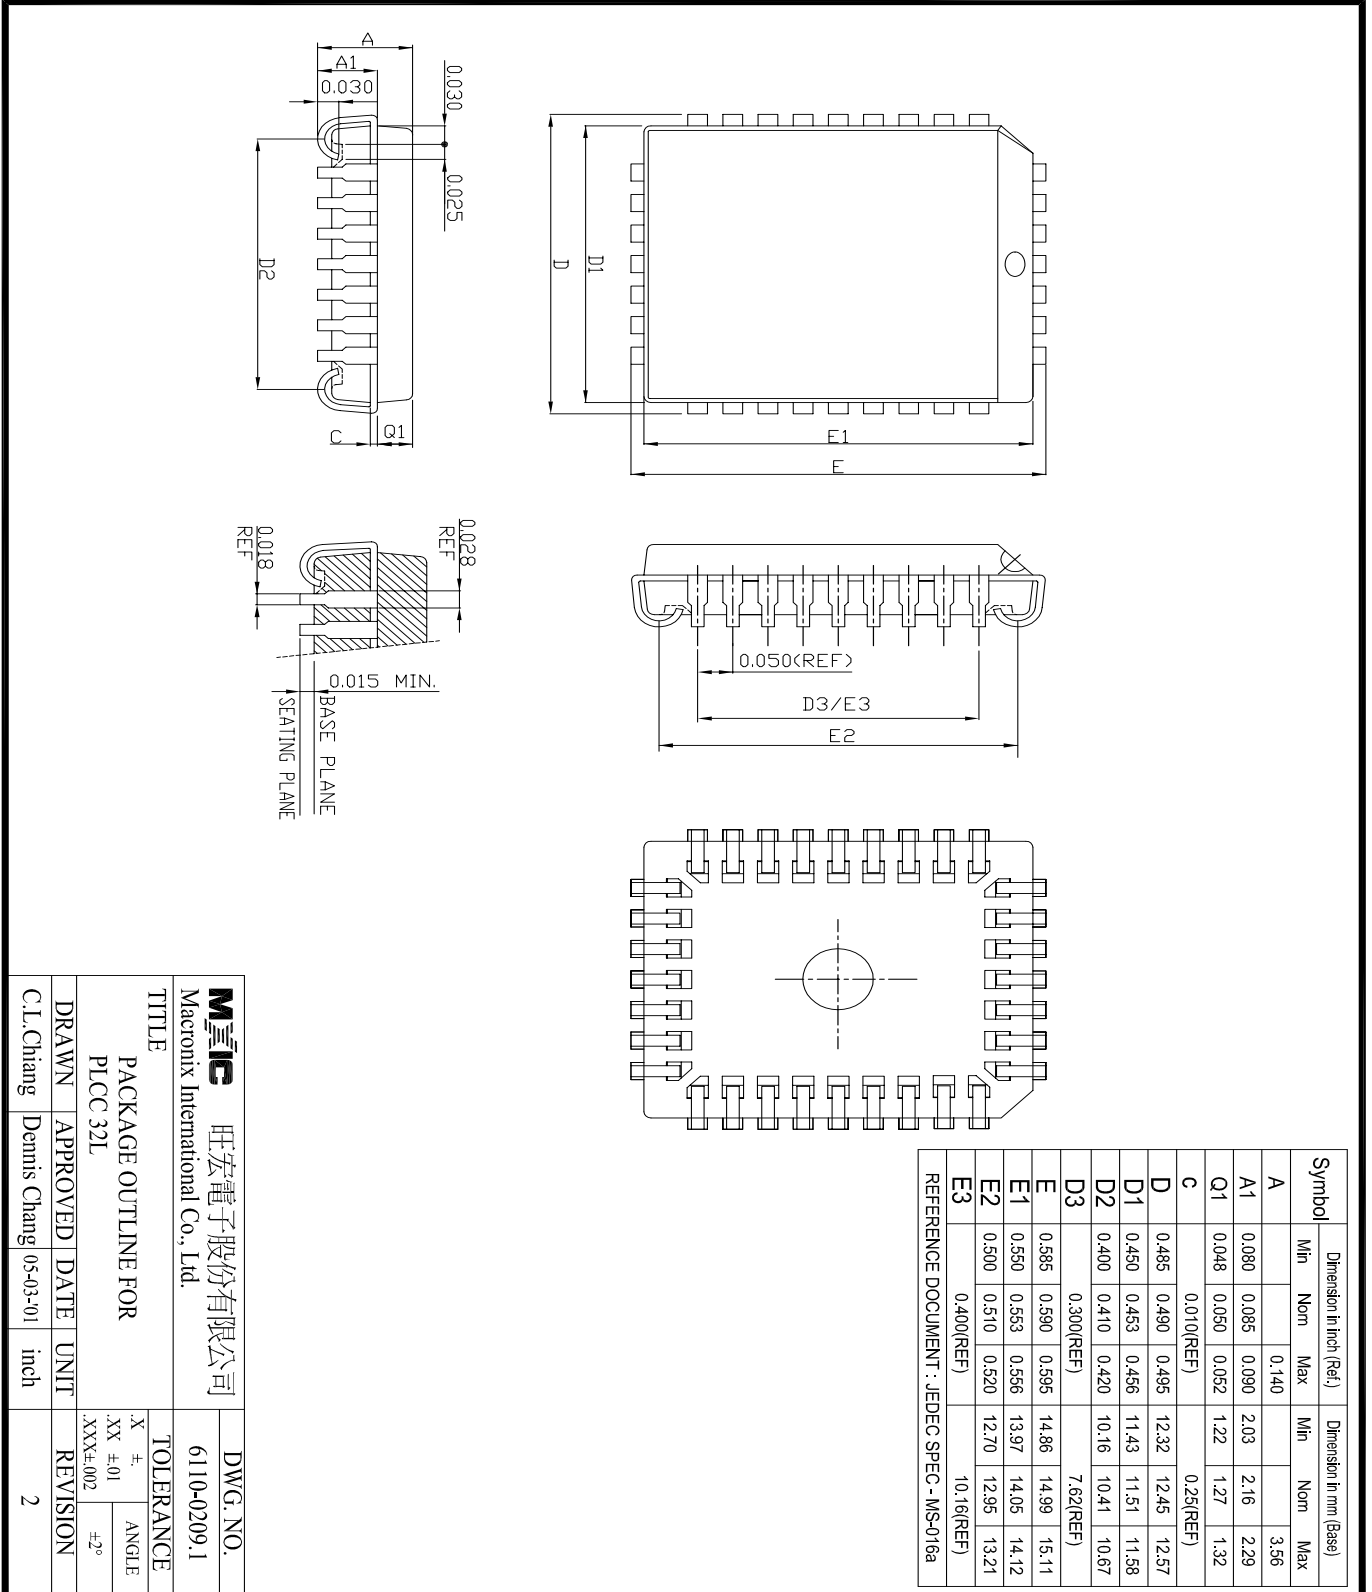 A
A1
0.030
0.030
0.025
D2
C
Q1
D
D1
E1
E
0.028
REF
0.018
REF
0.015 MIN.
BASE PLANE
SEATING PLANE
0.050(REF)
D3/E3
E2
Symbol Dimension in inch (Ref.) Dimension in mm (Base)
Min Nom Max Min Nom Max
A 0.140 3.56
A1 0.080 0.085 0.090 2.03 2.16 2.29
Q1 0.048 0.050 0.052 1.22 1.27 1.32
C 0.010(REF) 0.25(REF)
D 0.485 0.490 0.495 12.32 12.45 12.57
D1 0.450 0.453 0.456 11.43 11.51 11.58
D2 0.400 0.410 0.420 10.16 10.41 10.67
D3 0.300(REF) 7.62(REF)
E 0.585 0.590 0.595 14.86 14.99 15.11
E1 0.550 0.553 0.556 13.97 14.05 14.12
E2 0.500 0.510 0.520 12.70 12.95 13.21
E3 0.400(REF) 10.16(REF)
REFERENCE DOCUMENT : JEDEC SPEC - MS-016a
MXIC 旺宏電子股份有限公司
Macronix International Co., Ltd.
DWG. NO.
6110-0209.1
TITLE
PACKAGE OUTLINE FOR
PLCC 32L
TOLERANCE
.X ±.
.XX ±.01
.XXX±.002
ANGLE
±2°
DRAWN APPROVED DATE UNIT REVISION
C.L.Chiang Dennis Chang 05-03-'01 inch 2